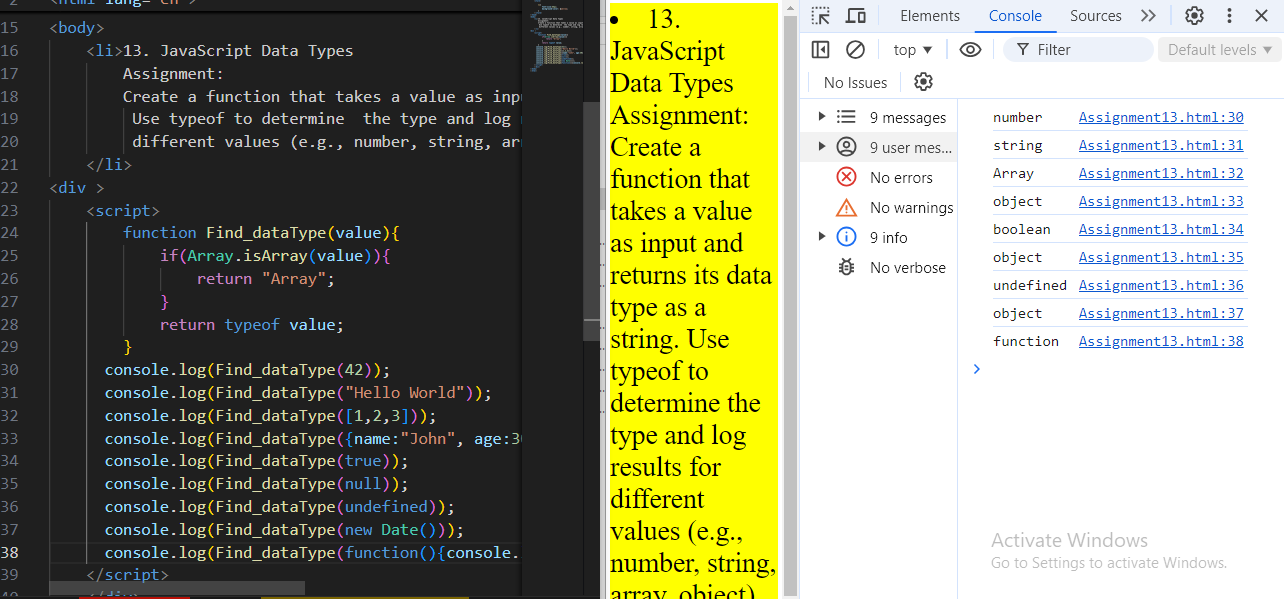 2 <html lang="en">
15 <body>
16 <li>13. JavaScript Data Types
17 Assignment:
18 Create a function that takes a value as inpu
19 Use typeof to determine  the type and log
20 different values (e.g., number, string, arr
21 </li>
22 <div >
23 <script>
24 function Find_dataType(value){
25 if(Array.isArray(value)){
26 return "Array";
27 }
28 return typeof value;
29 }
30 console.log(Find_dataType(42));
31 console.log(Find_dataType("Hello World"));
32 console.log(Find_dataType([1,2,3]));
33 console.log(Find_dataType({name:"John", age:30
34 console.log(Find_dataType(true));
35 console.log(Find_dataType(null));
36 console.log(Find_dataType(undefined));
37 console.log(Find_dataType(new Date()));
38 console.log(Find_dataType(function(){console.
39 </script>
40 </div>
13.
JavaScript
Data Types
Assignment:
Create a
function that
takes a value
as input and
returns its data
type as a
string. Use
typeof to
determine the
type and log
results for
different
values (e.g.,
number, string,
array, object)
Elements Console Sources
top Filter Default levels
No Issues
9 messages
9 user mes...
No errors
No warnings
9 info
No verbose
number Assignment13.html:30
string Assignment13.html:31
Array Assignment13.html:32
object Assignment13.html:33
boolean Assignment13.html:34
object Assignment13.html:35
undefined Assignment13.html:36
object Assignment13.html:37
function Assignment13.html:38
Activate Windows
Go to Settings to activate Windows.